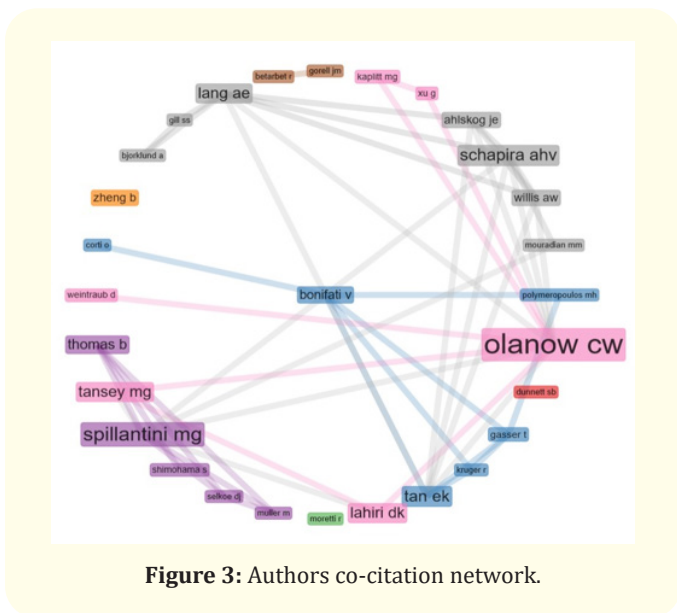 betarbet r
gorell jm
kaplitt mg
lang ae
xu g
gill ss
ahlskog je
bjorklund a
schapira ahv
zheng b
willis aw
corti o
mouradian mm
weintraub d
bonifati v
polymeropoulos mh
thomas b
olanow cw
tansey mg
dunnett sb
spillantini mg
gasser t
shimohama s
kruger r
selkoe dj
tan ek
muller m
moretti r
lahiri dk
Figure 3: Authors co-citation network.